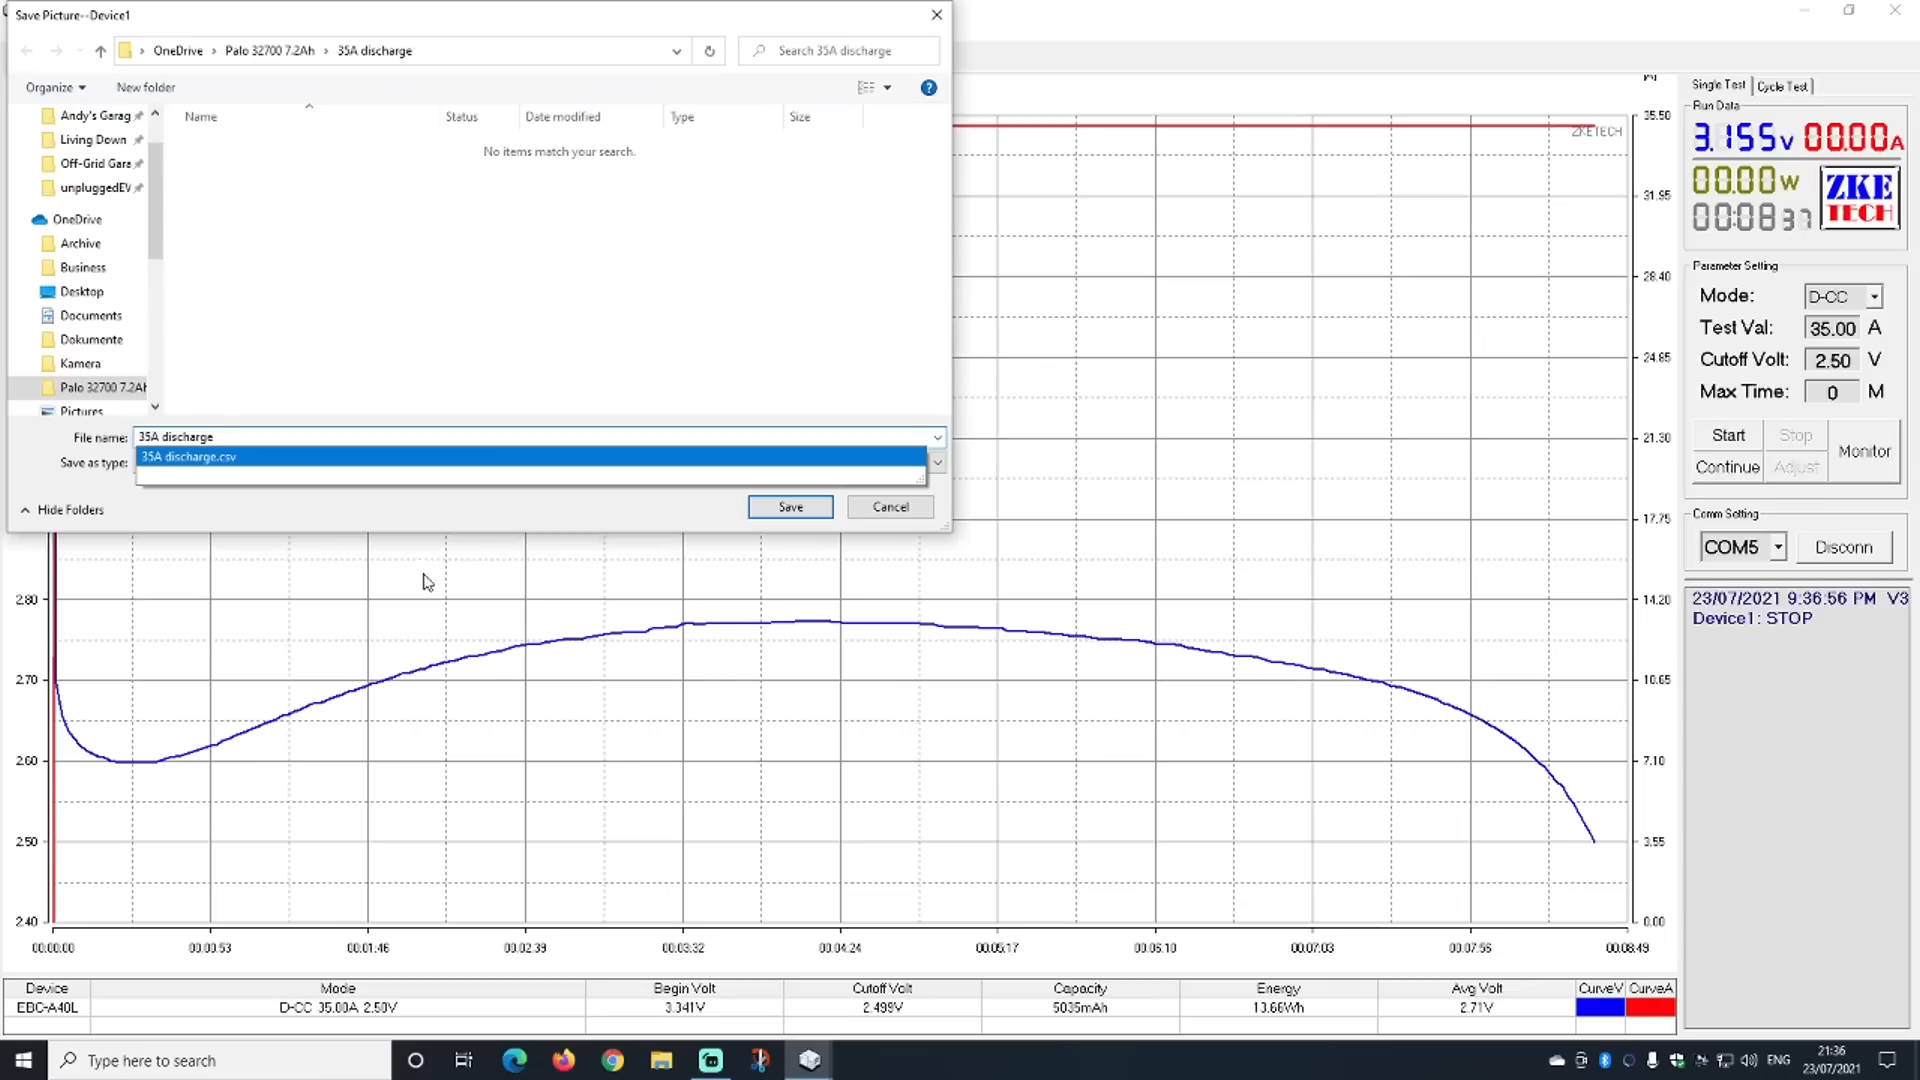 Save Picture--Device1
OneDrive › Palo 32700 7.2Ah › 35A discharge
Search 35A discharge
Organize
New folder
Andy's Garag
Living Down
Off-Grid Gara
unpluggedEV
OneDrive
Archive
Business
Desktop
Documents
Dokumente
Kamera
Palo 32700 7.2Ah
Pictures
Name
Status
Date modified
Type
Size
No items match your search.
File name: 35A discharge
35A discharge.csv
Save as type:
Hide Folders
Save
Cancel
ZKETECH
35.50
31.95
28.40
24.85
21.30
17.75
14.20
10.65
7.10
3.55
0.00
2.80
2.70
2.60
2.50
2.40
00:00:00
00:00:53
00:01:46
00:02:39
00:03:32
00:04:24
00:05:17
00:06:10
00:07:03
00:07:56
00:08:49
Single Test
Cycle Test
Run Data
3.155V 00.00A
00.00W
00:08 37
ZKE
TECH
Parameter Setting
Mode: D-CC
Test Val: 35.00 A
Cutoff Volt: 2.50 V
Max Time: 0 M
Start
Stop
Monitor
Continue
Adjust
Comm Setting
COM5
Disconn
23/07/2021 9:36:56 PM V3
Device1: STOP
Device Mode Begin Volt Cutoff Volt Capacity Energy Avg Volt CurveV CurveA
EBC-A40L D-CC 35.00A 2.50V 3.341V 2.499V 5035mAh 13.66Wh 2.71V
Type here to search
ENG
21:36
23/07/2021